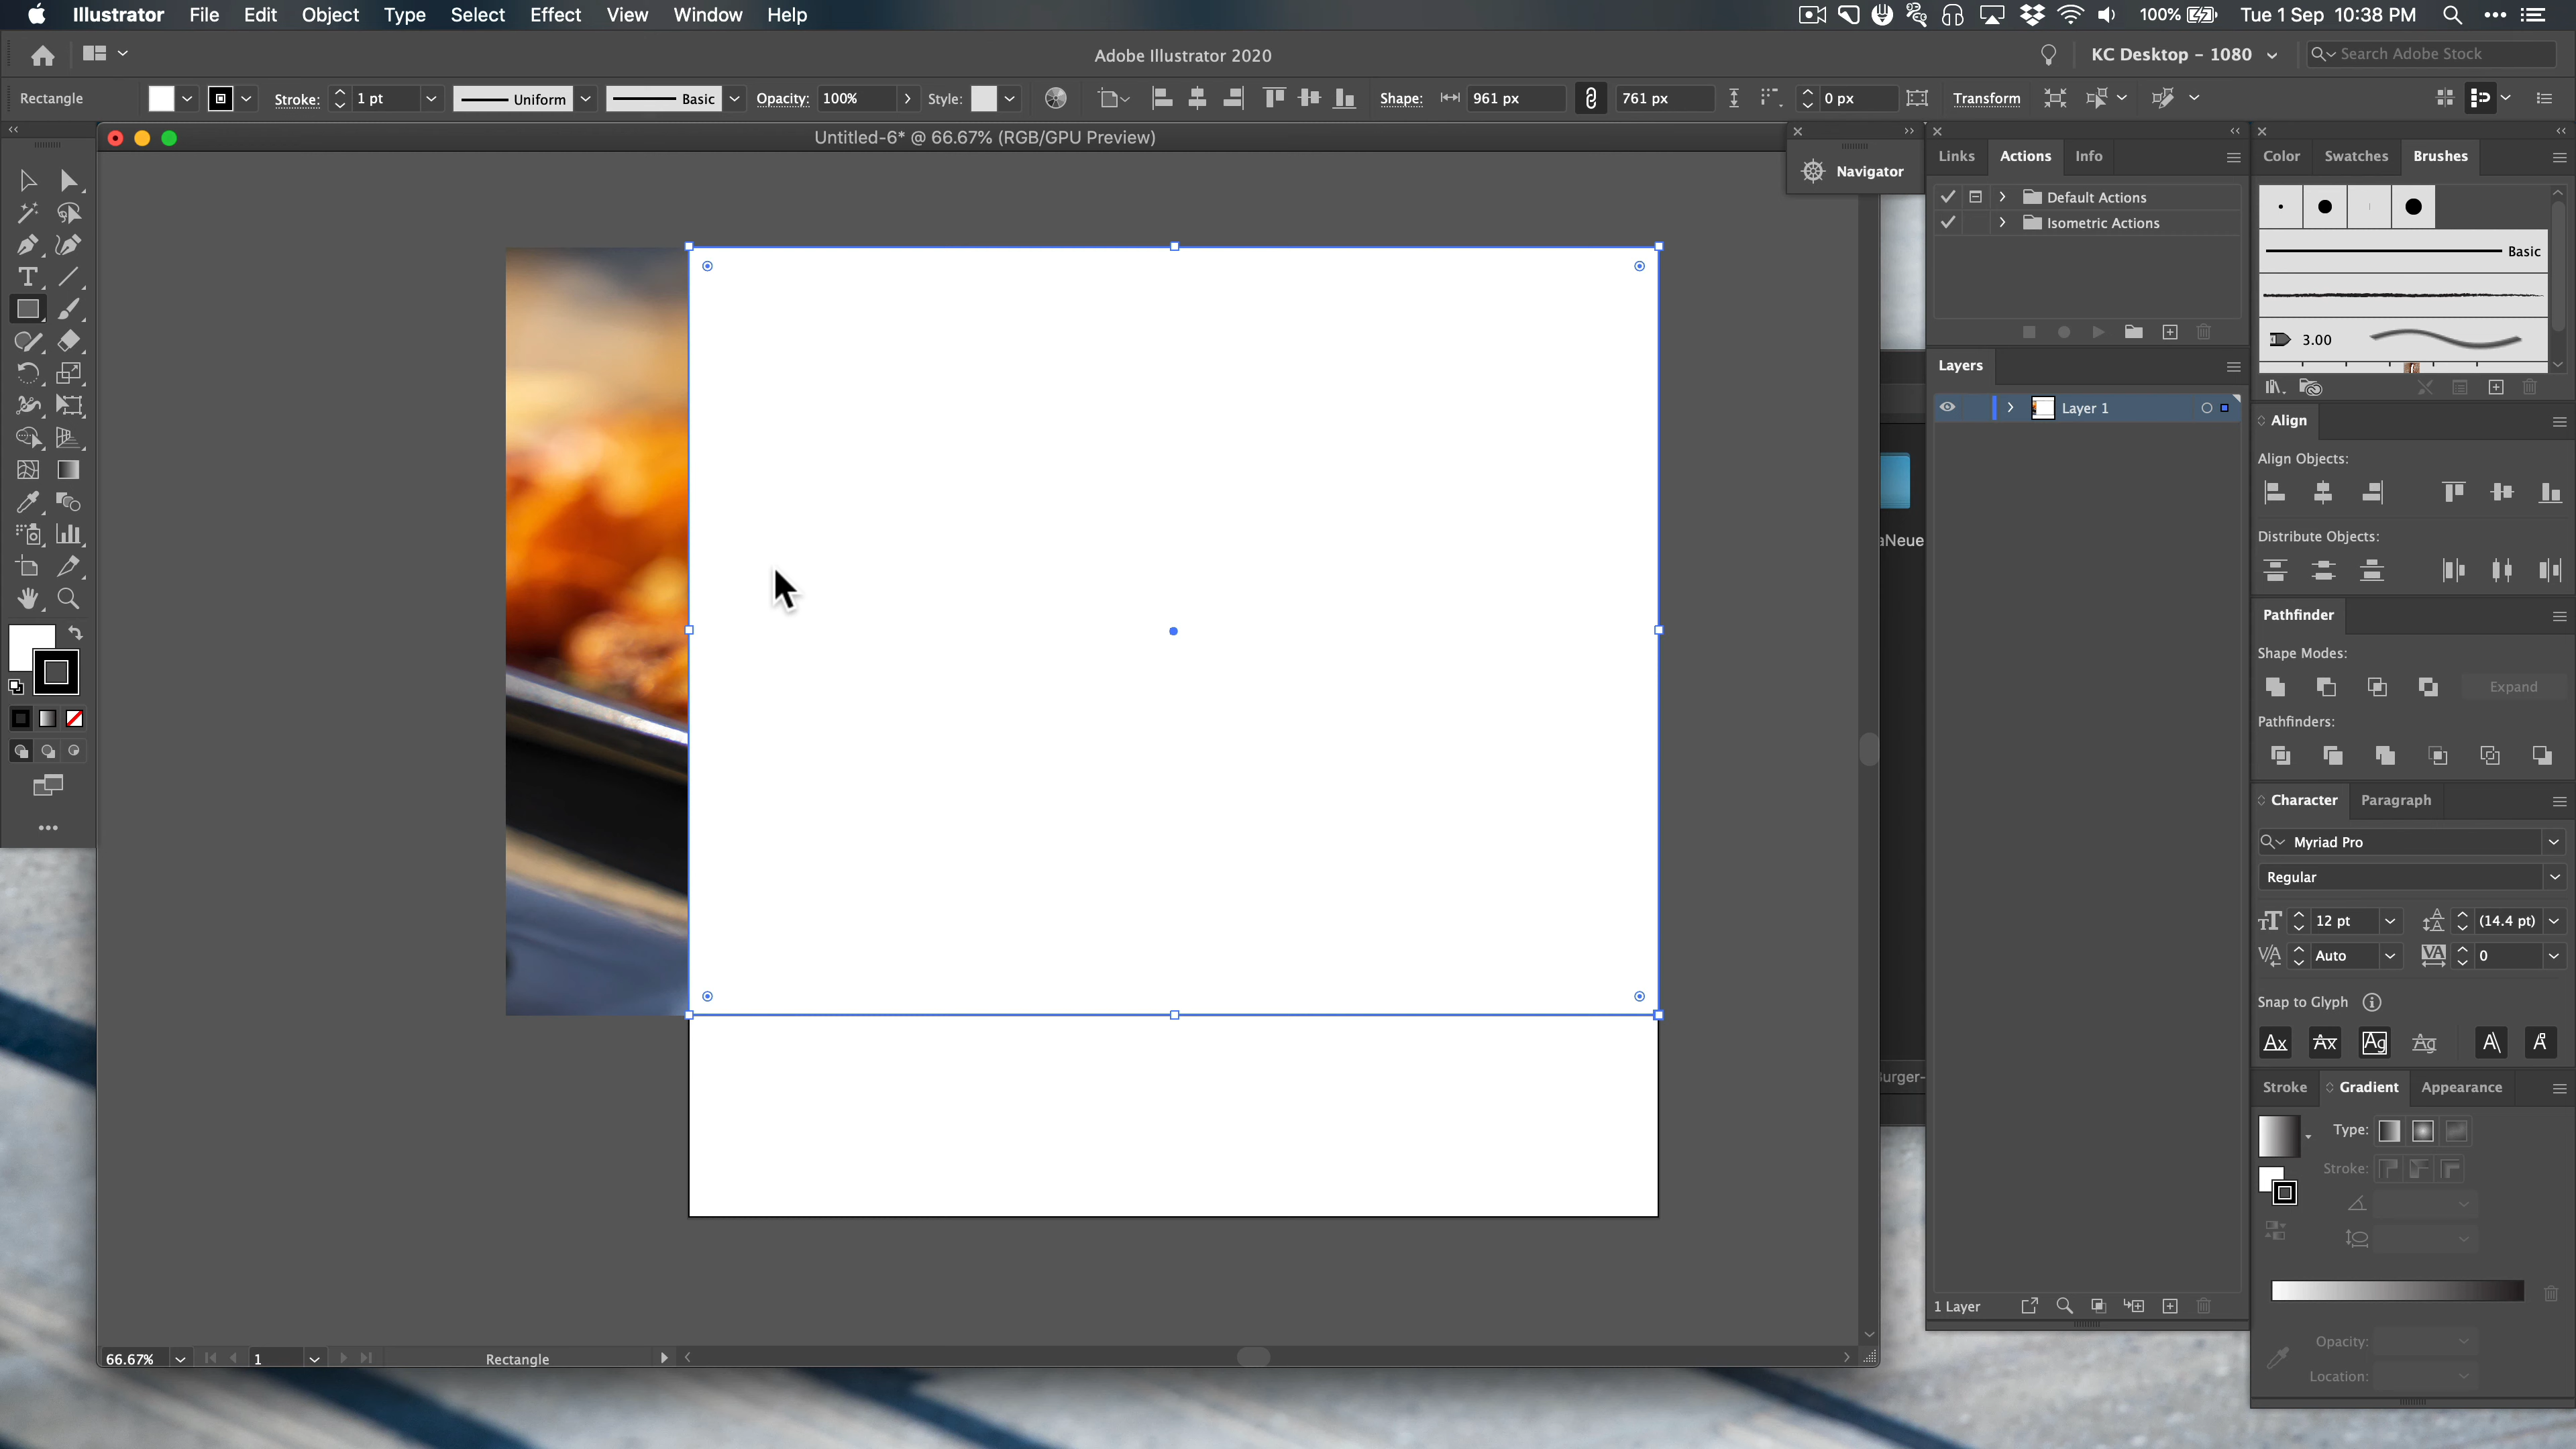 Illustrator File Edit Object Type Select Effect View Window Help
100% Tue 1 Sep 10:38 PM
Adobe Illustrator 2020
KC Desktop - 1080
Search Adobe Stock
Rectangle
Stroke: 1 pt Uniform Basic Opacity: 100% Style: Shape: 961 px 761 px 0 px Transform
Untitled-6* @ 66.67% (RGB/GPU Preview)
Navigator
Links Actions Info
Default Actions
Isometric Actions
Layers
Layer 1
1 Layer
aNeue
Burger-
Color Swatches Brushes
Basic
3.00
Align
Align Objects:
Distribute Objects:
Pathfinder
Shape Modes:
Expand
Pathfinders:
Character Paragraph
Myriad Pro
Regular
12 pt (14.4 pt)
Auto 0
Snap to Glyph
Stroke Gradient Appearance
Type:
Stroke:
Opacity:
Location:
66.67% 1 Rectangle